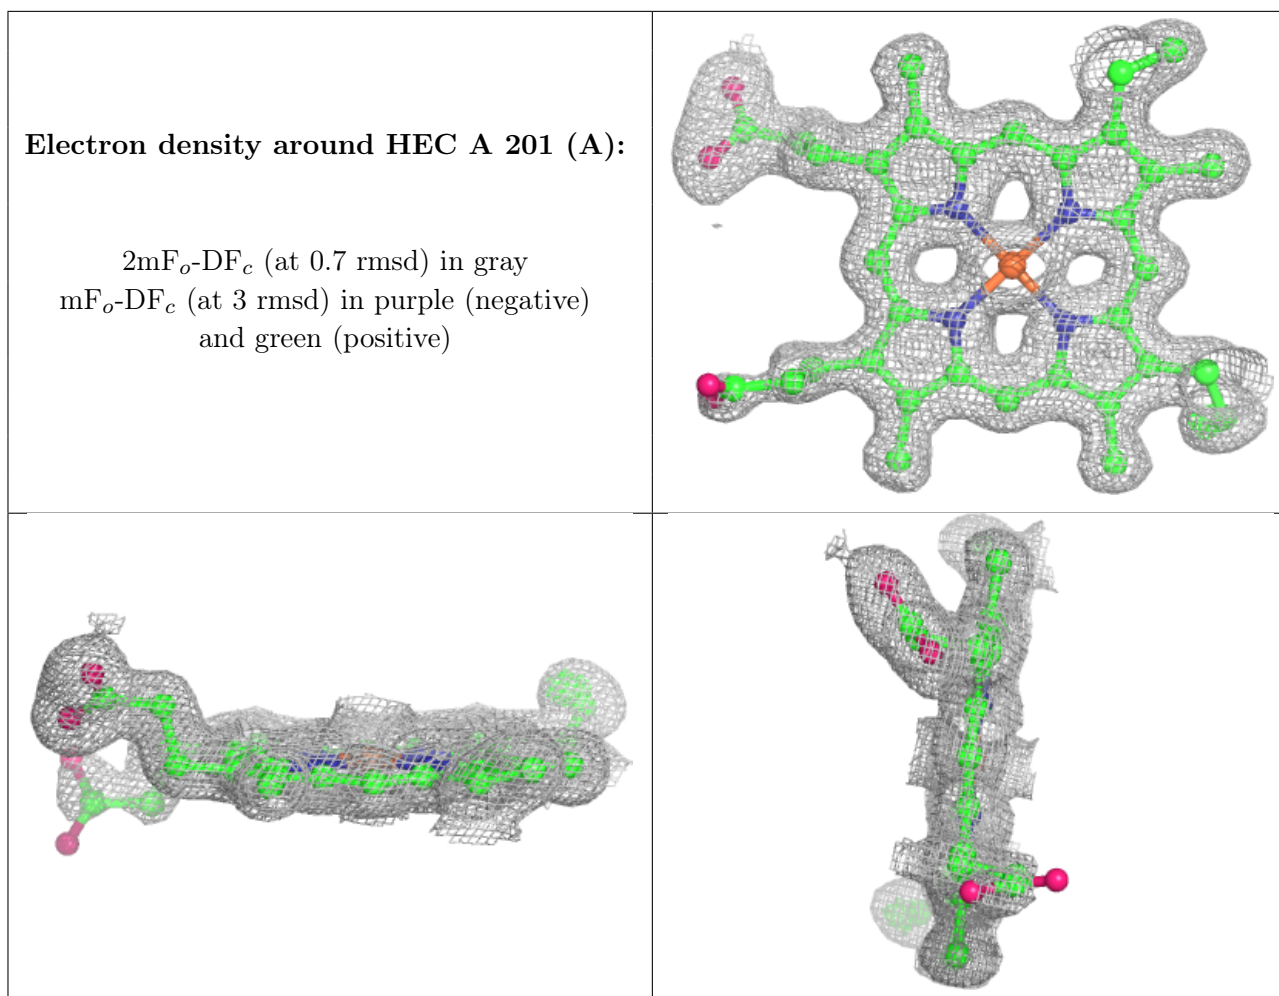 Electron density around HEC A 201 (A):
2mFₒ-DF𝒸 (at 0.7 rmsd) in gray
mFₒ-DF𝒸 (at 3 rmsd) in purple (negative)
and green (positive)